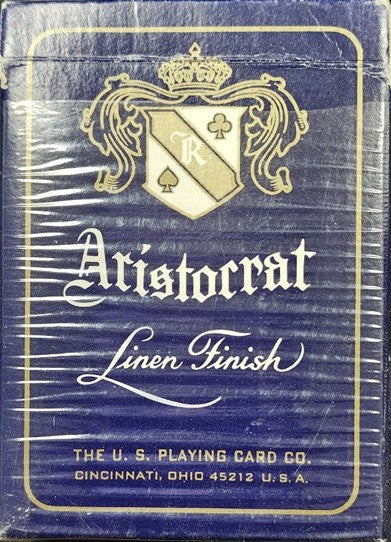 R
Aristocrat
Linen Finish
THE U. S. PLAYING CARD CO.
CINCINNATI, OHIO 45212 U. S. A.